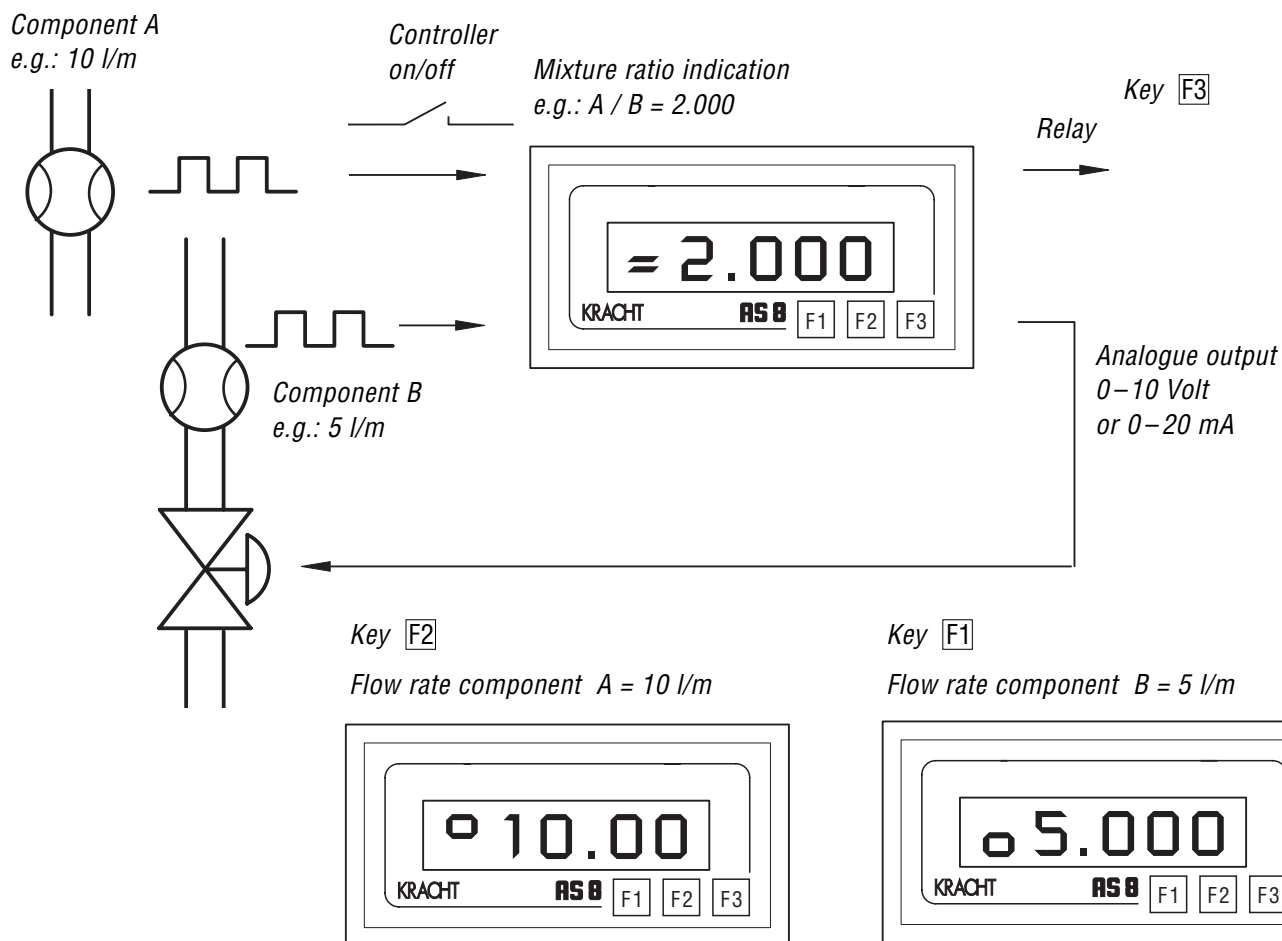 Component A
e.g.: 10 l/m
Controller
on/off
Mixture ratio indication
e.g.: A / B = 2.000
Key F3
Relay
= 2.000
KRACHT AS 8 F1 F2 F3
Component B
e.g.: 5 l/m
Analogue output
0–10 Volt
or 0–20 mA
Key F2
Flow rate component A = 10 l/m
o 10.00
KRACHT AS 8 F1 F2 F3
Key F1
Flow rate component B = 5 l/m
o 5.000
KRACHT AS 8 F1 F2 F3